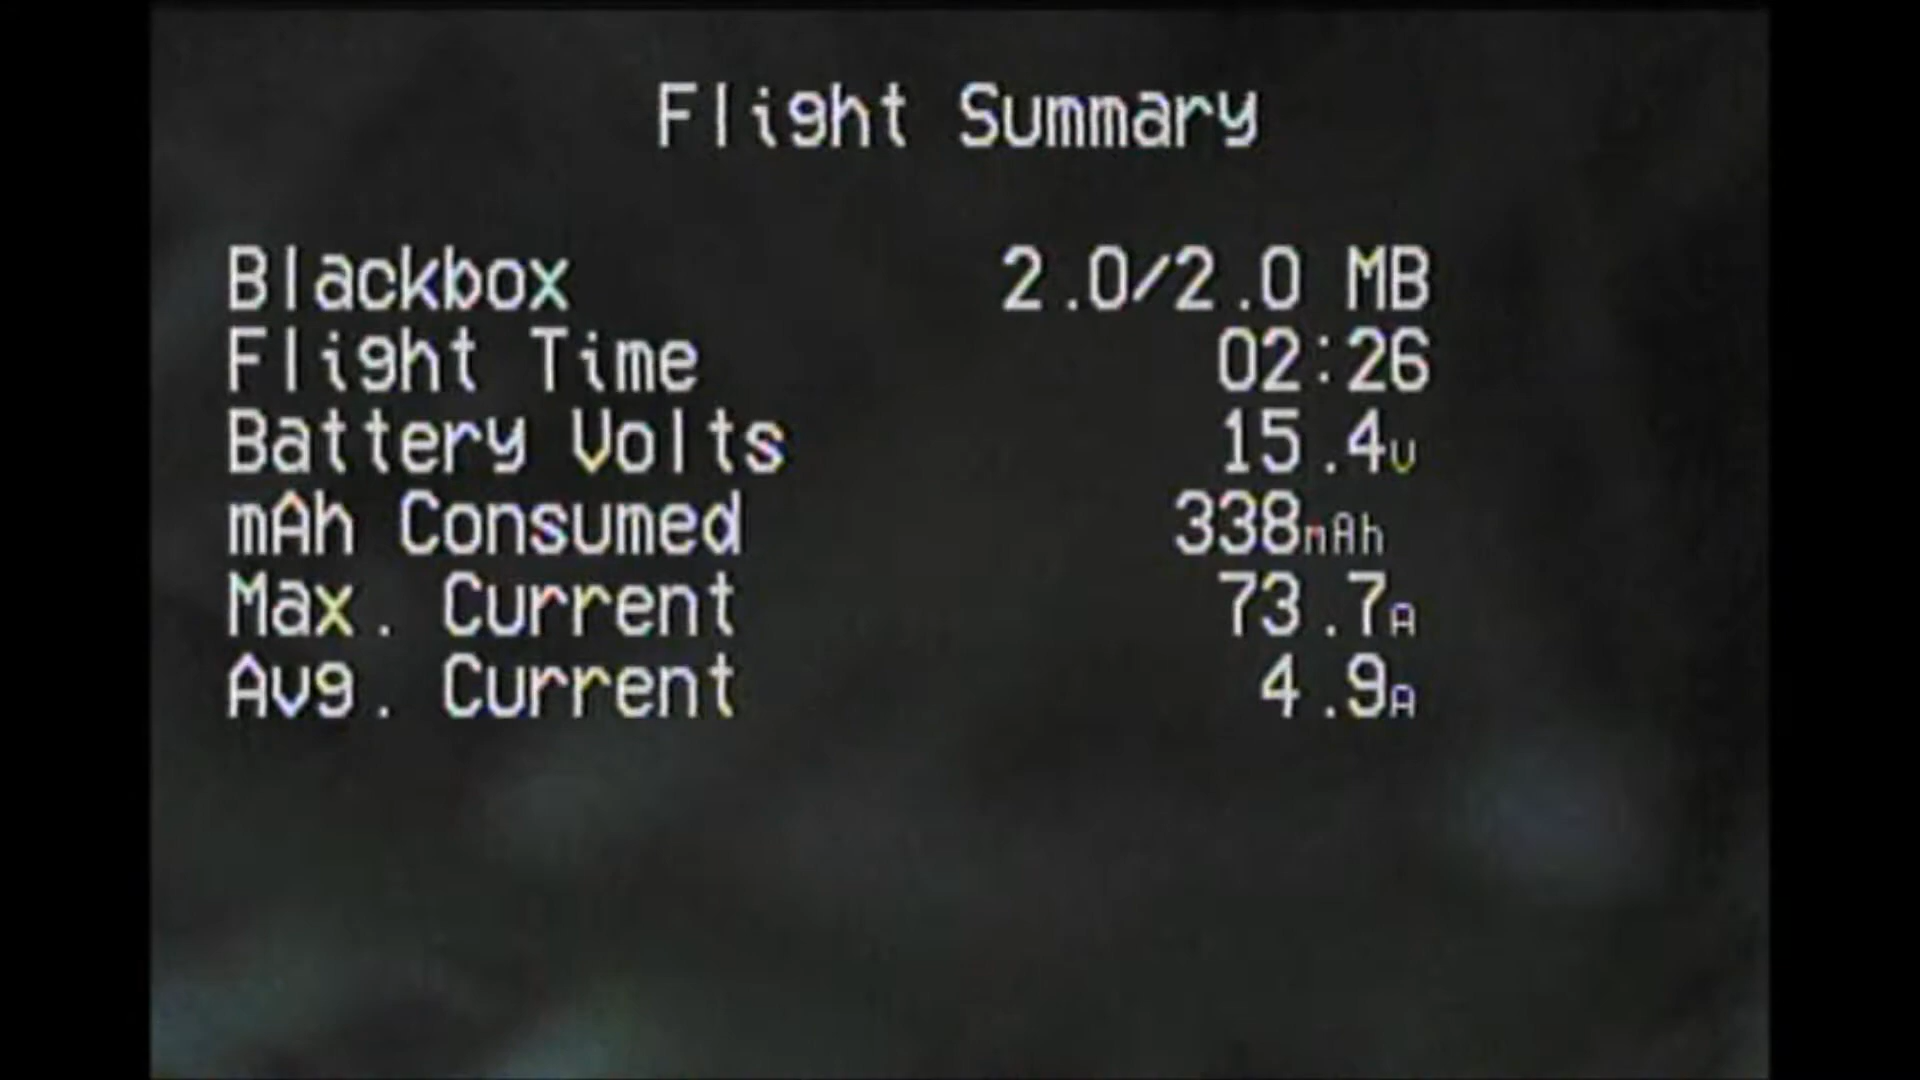 Flight Summary
Blackbox 2.0/2.0 MB
Flight Time 02:26
Battery Volts 15.4v
mAh Consumed 338mAh
Max. Current 73.7A
Avg. Current 4.9A